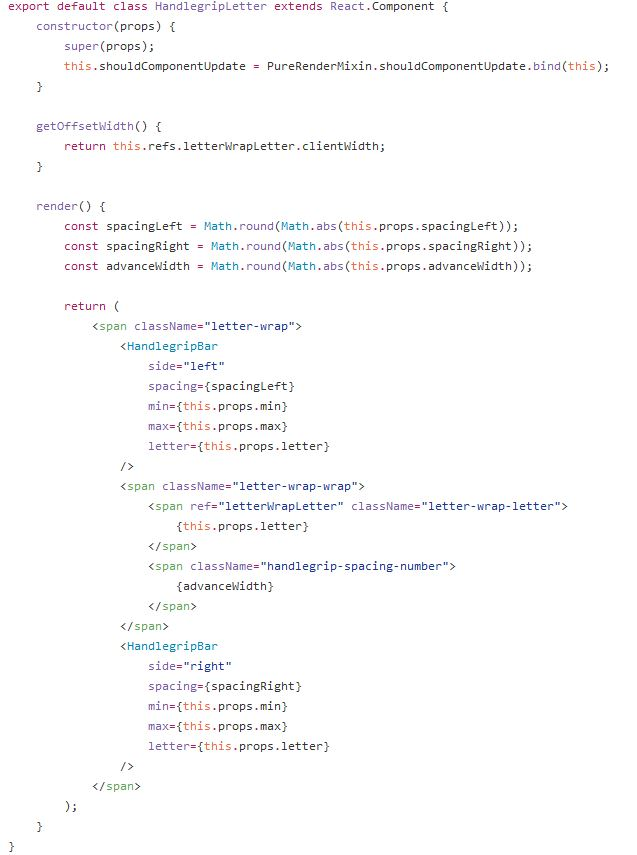 export default class HandlegripLetter extends React.Component {
    constructor(props) {
        super(props);
        this.shouldComponentUpdate = PureRenderMixin.shouldComponentUpdate.bind(this);
    }

    getOffsetWidth() {
        return this.refs.letterWrapLetter.clientWidth;
    }

    render() {
        const spacingLeft = Math.round(Math.abs(this.props.spacingLeft));
        const spacingRight = Math.round(Math.abs(this.props.spacingRight));
        const advanceWidth = Math.round(Math.abs(this.props.advanceWidth));

        return (
            <span className="letter-wrap">
                <HandlegripBar
                    side="left"
                    spacing={spacingLeft}
                    min={this.props.min}
                    max={this.props.max}
                    letter={this.props.letter}
                />
                <span className="letter-wrap-wrap">
                    <span ref="letterWrapLetter" className="letter-wrap-letter">
                        {this.props.letter}
                    </span>
                    <span className="handlegrip-spacing-number">
                        {advanceWidth}
                    </span>
                </span>
                <HandlegripBar
                    side="right"
                    spacing={spacingRight}
                    min={this.props.min}
                    max={this.props.max}
                    letter={this.props.letter}
                />
            </span>
        );
    }
}